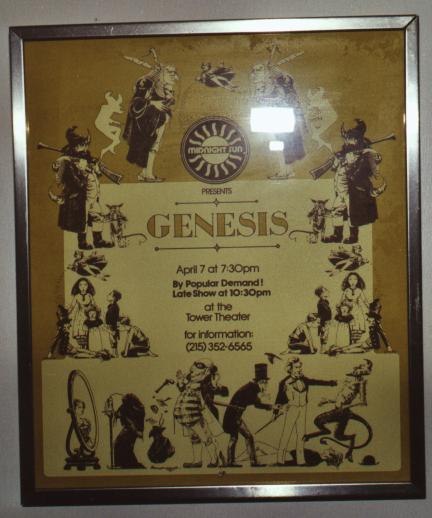 MIDNIGHT SUN
PRESENTS
GENESIS
April 7 at 7:30pm
By Popular Demand!
Late Show at 10:30pm
at the
Tower Theater
for information:
(215) 352-6565